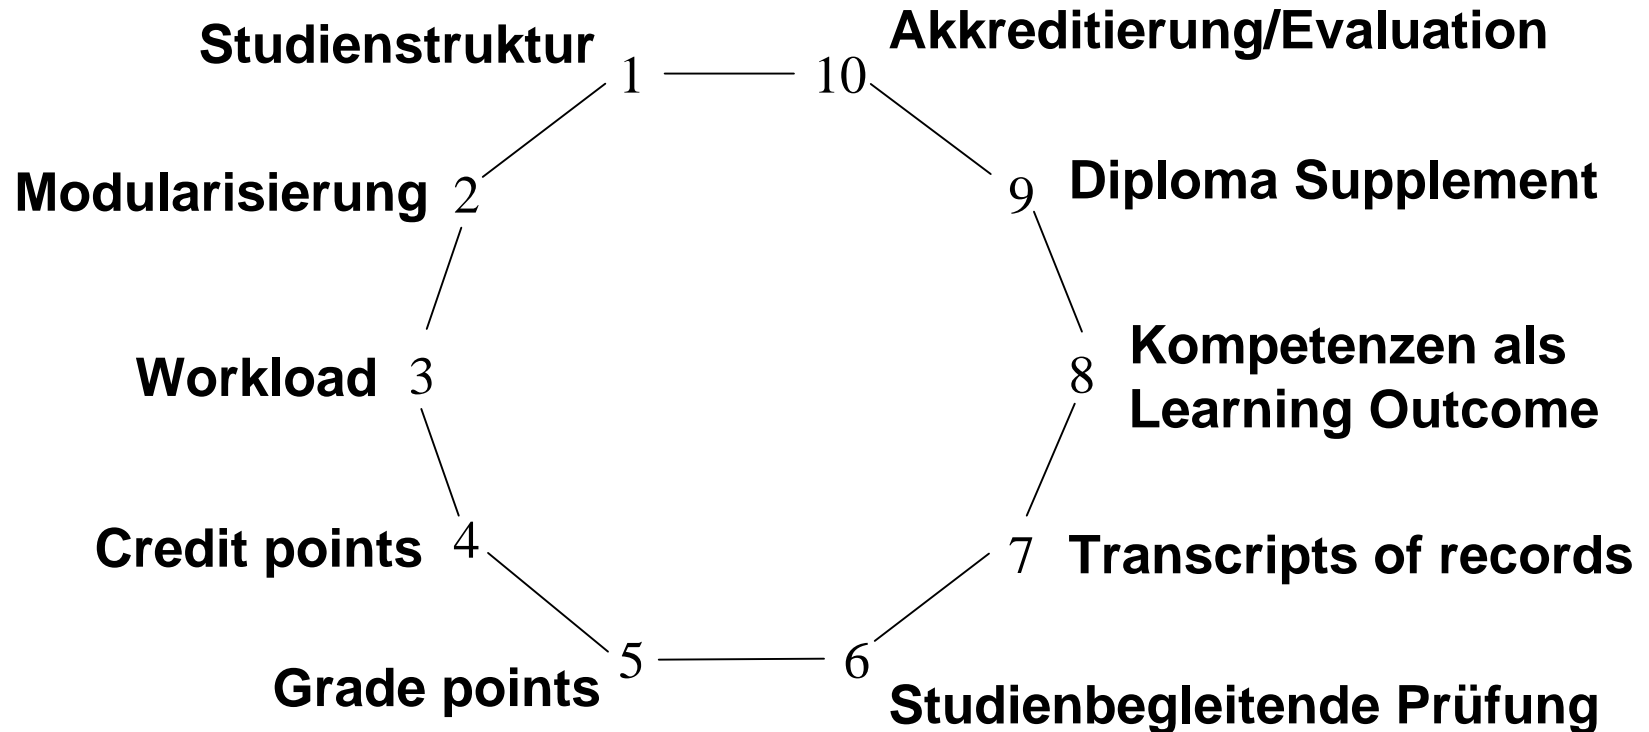 Studienstruktur 1
10 Akkreditierung/Evaluation
Modularisierung 2
9 Diploma Supplement
Workload 3
8 Kompetenzen als
Learning Outcome
Credit points 4
7 Transcripts of records
Grade points 5
6 Studienbegleitende Prüfung